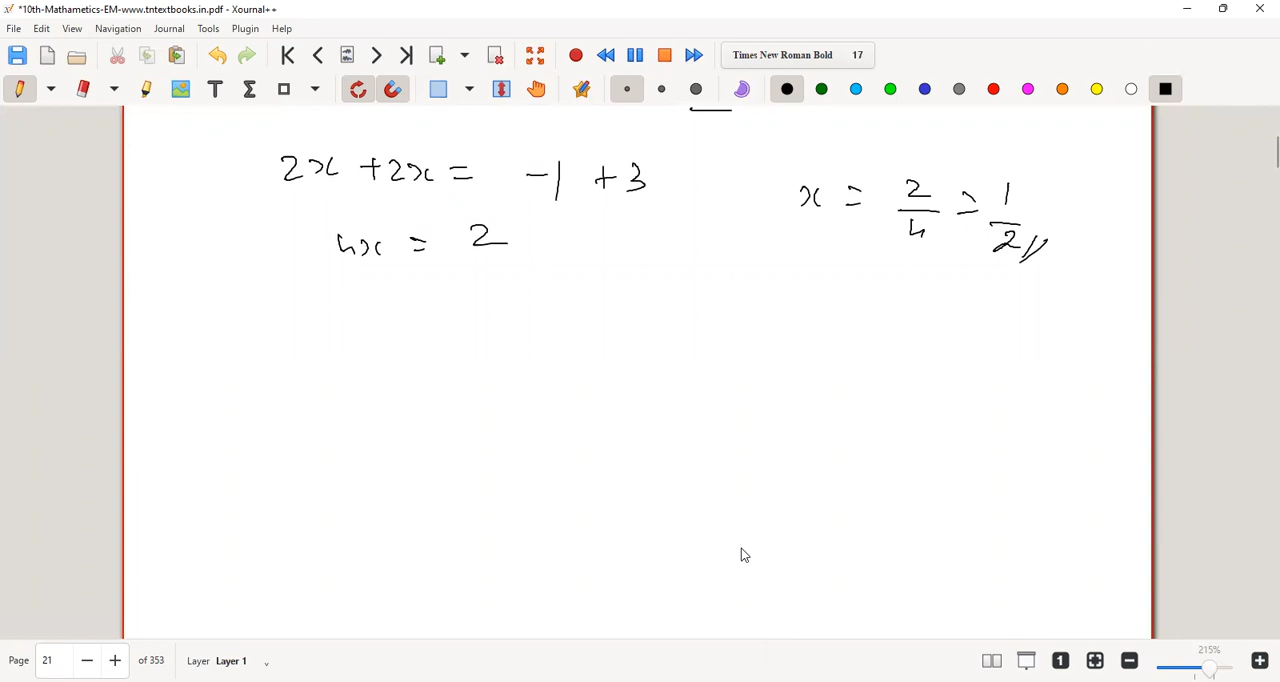 *10th-Mathametics-EM-www.tntextbooks.in.pdf - Xournal++
File Edit View Navigation Journal Tools Plugin Help
Times New Roman Bold 17
2x + 2x = -1 + 3
4x = 2
x = 2/4 = 1/2 //
Page 21 of 353 Layer Layer 1 215%